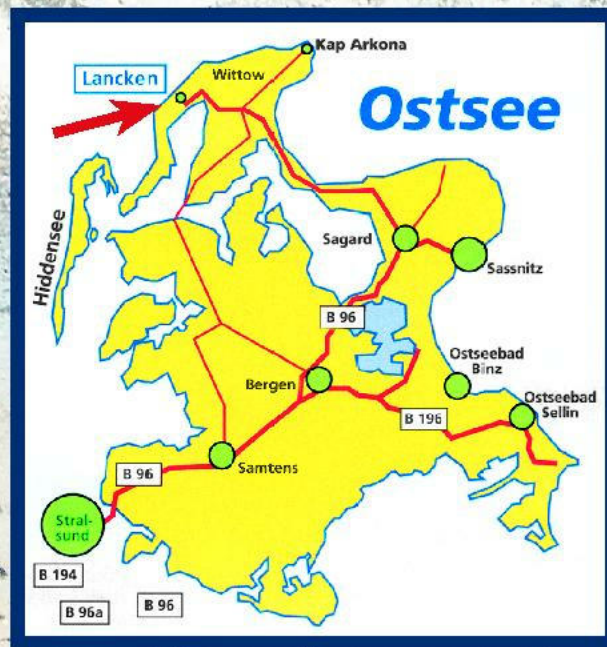 Kap Arkona
Wittow
Lancken
Ostsee
Hiddensee
Sagard
Sassnitz
B 96
Ostseebad
Binz
Bergen
Ostseebad
Sellin
B 196
Samtens
B 96
Stral-
sund
B 194
B 96a
B 96